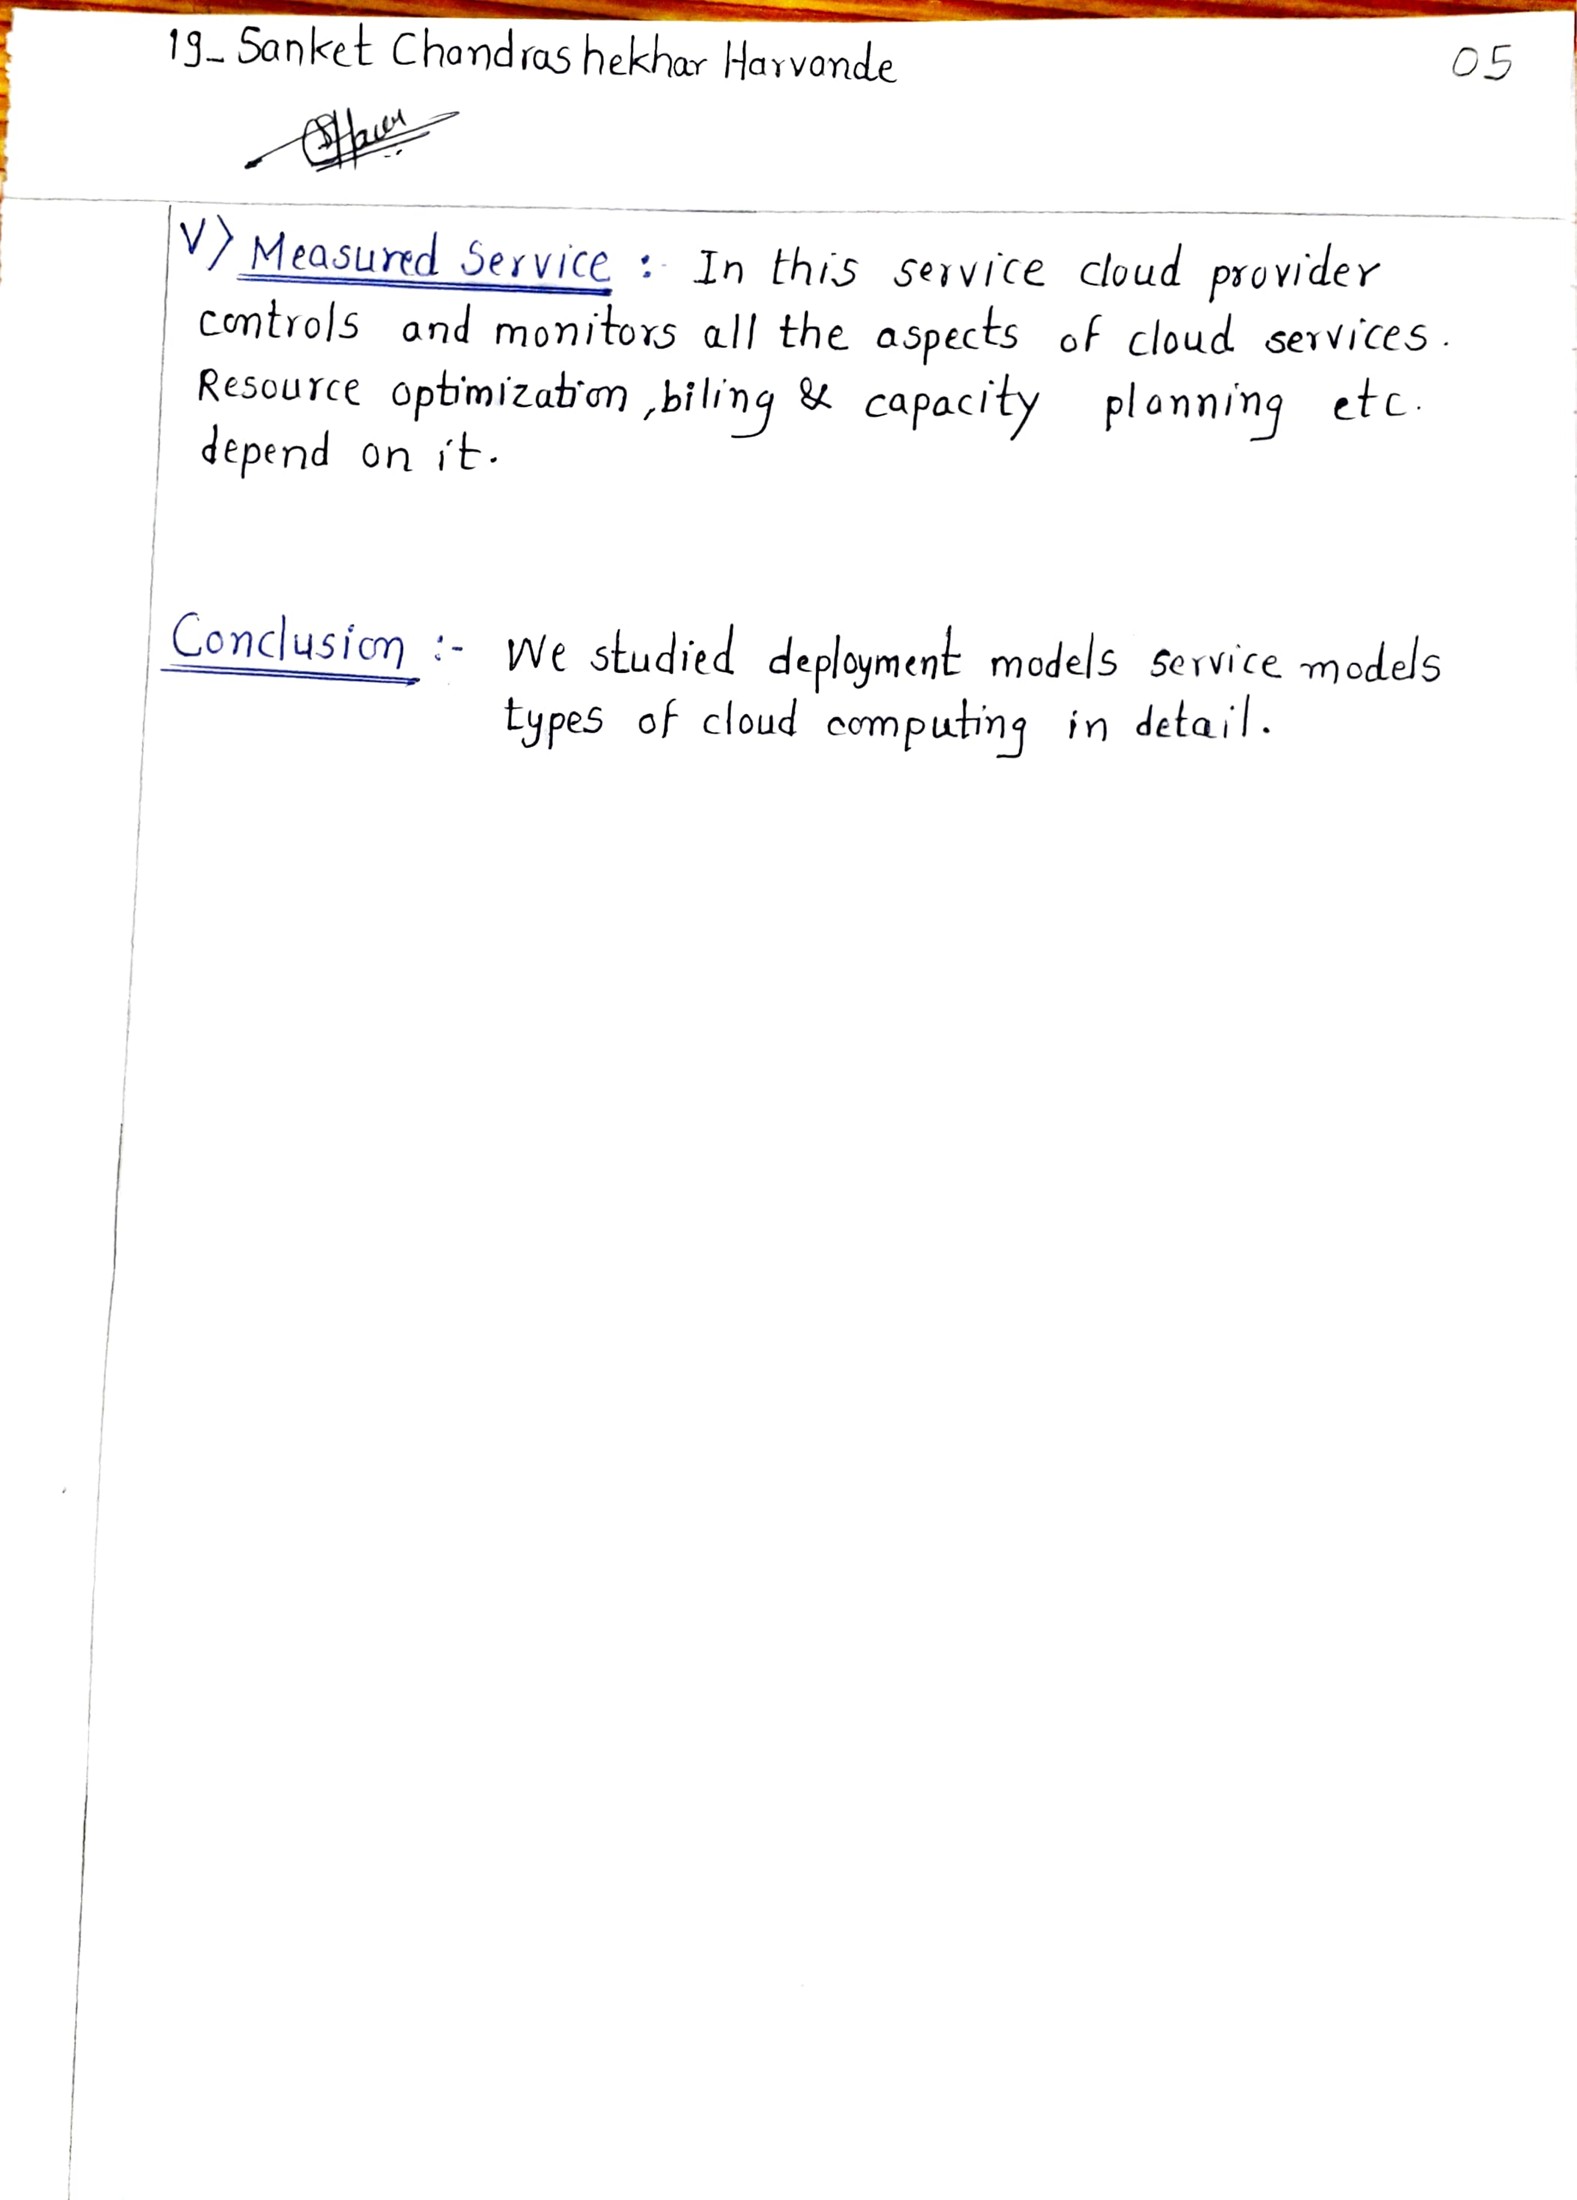 19_ Sanket Chandrashekhar Harvande 05
V) Measured Service :- In this service cloud provider
controls and monitors all the aspects of cloud services.
Resource optimization, biling & capacity planning etc.
depend on it.
Conclusion :- We studied deployment models service models
types of cloud computing in detail.